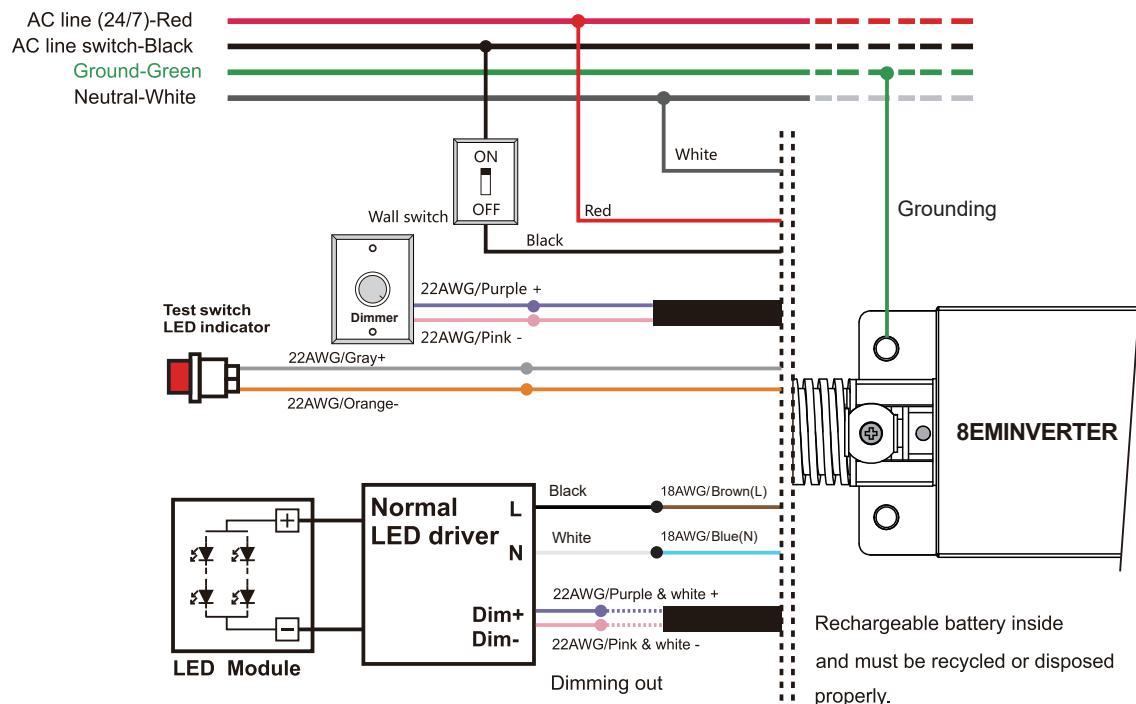 AC line (24/7)-Red
AC line switch-Black
Ground-Green
Neutral-White
White
ON
OFF
Wall switch
Red
Black
Grounding
22AWG/Purple +
Dimmer
22AWG/Pink -
Test switch
LED indicator
22AWG/Gray+
22AWG/Orange-
8EMINVERTER
Normal
LED driver
L
N
Dim+
Dim-
Black
18AWG/Brown(L)
White
18AWG/Blue(N)
22AWG/Purple & white +
22AWG/Pink & white -
Dimming out
+
−
LED Module
Rechargeable battery inside
and must be recycled or disposed
properly.